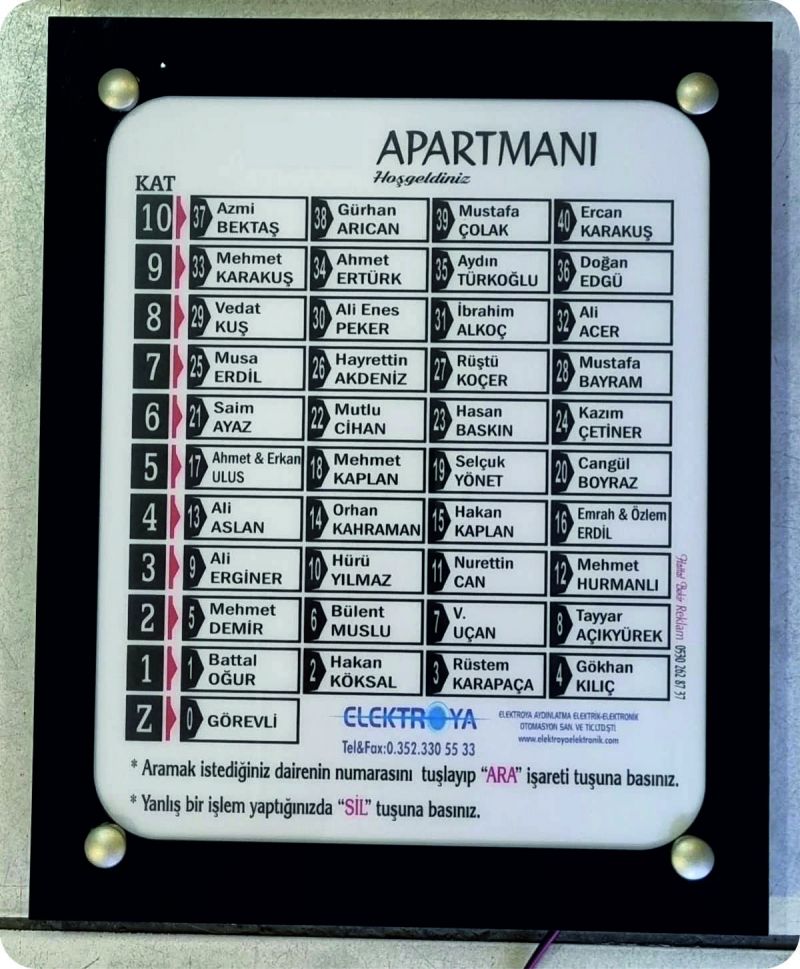 APARTMANI
Hoşgeldiniz
KAT
10 37 Azmi BEKTAŞ 38 Gürhan ARICAN 39 Mustafa ÇOLAK 40 Ercan KARAKUŞ
9 33 Mehmet KARAKUŞ 34 Ahmet ERTÜRK 35 Aydın TÜRKOĞLU 36 Doğan EDGÜ
8 29 Vedat KUŞ 30 Ali Enes PEKER 31 İbrahim ALKOÇ 32 Ali ACER
7 25 Musa ERDİL 26 Hayrettin AKDENİZ 27 Rüştü KOÇER 28 Mustafa BAYRAM
6 21 Saim AYAZ 22 Mutlu CİHAN 23 Hasan BASKIN 24 Kazım ÇETİNER
5 17 Ahmet & Erkan ULUS 18 Mehmet KAPLAN 19 Selçuk YÖNET 20 Cangül BOYRAZ
4 13 Ali ASLAN 14 Orhan KAHRAMAN 15 Hakan KAPLAN 16 Emrah & Özlem ERDİL
3 9 Ali ERGİNER 10 Hürü YILMAZ 11 Nurettin CAN 12 Mehmet HURMANLI
2 5 Mehmet DEMİR 6 Bülent MUSLU 7 V. UÇAN 8 Tayyar AÇIKYÜREK
1 1 Battal OĞUR 2 Hakan KÖKSAL 3 Rüstem KARAPAÇA 4 Gökhan KILIÇ
Z 0 GÖREVLİ
Hattat Bekir Reklam 0530 262 87 37
ELEKTROYA
Tel&Fax:0.352.330 55 33
ELEKTROYA AYDINLATMA ELEKTRİK-ELEKTRONİK
OTOMASYON SAN. VE TİC.LTD.ŞTİ
www.elektroyaelektronik.com
* Aramak istediğiniz dairenin numarasını tuşlayıp "ARA" işareti tuşuna basınız.
* Yanlış bir işlem yaptığınızda "SİL" tuşuna basınız.